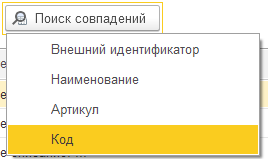 Поиск совпадений
Внешний идентификатор
Наименование
Артикул
Код